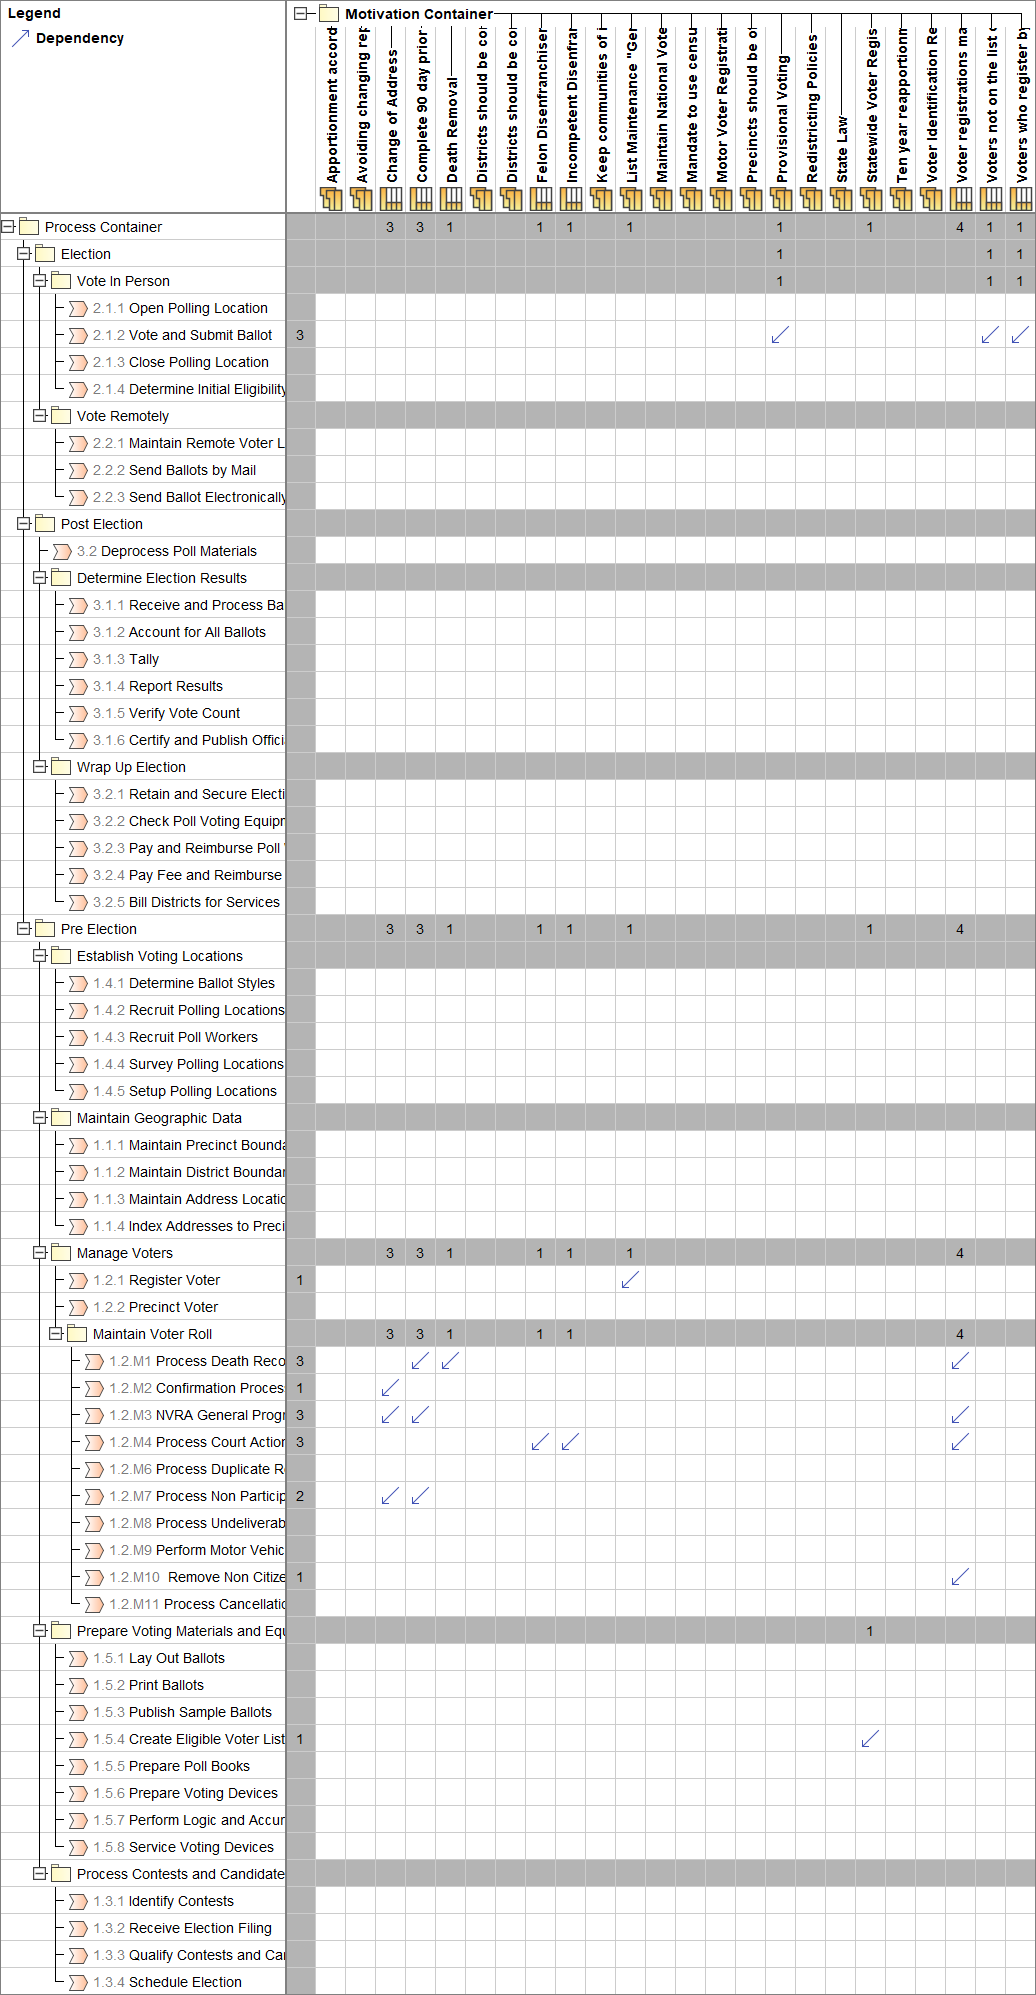 Legend
Dependency
Motivation Container
Apportionment accord
Avoiding changing rep
Change of Address
Complete 90 day prior
Death Removal
Districts should be co
Districts should be co
Felon Disenfranchiser
Incompetent Disenfrar
Keep communities of i
List Maintenance "Ger
Maintain National Vote
Mandate to use censu
Motor Voter Registrati
Precincts should be o
Provisional Voting
Redistricting Policies
State Law
Statewide Voter Regis
Ten year reapportionm
Voter Identification Re
Voter registrations ma
Voters not on the list
Voters who register by
Process Container 3 3 1 1 1 1 1 1 4 1 1
Election 1 1 1
Vote In Person 1 1 1
2.1.1 Open Polling Location
2.1.2 Vote and Submit Ballot 3
2.1.3 Close Polling Location
2.1.4 Determine Initial Eligibility
Vote Remotely
2.2.1 Maintain Remote Voter L
2.2.2 Send Ballots by Mail
2.2.3 Send Ballot Electronically
Post Election
3.2 Deprocess Poll Materials
Determine Election Results
3.1.1 Receive and Process Ba
3.1.2 Account for All Ballots
3.1.3 Tally
3.1.4 Report Results
3.1.5 Verify Vote Count
3.1.6 Certify and Publish Offici
Wrap Up Election
3.2.1 Retain and Secure Electi
3.2.2 Check Poll Voting Equipr
3.2.3 Pay and Reimburse Poll
3.2.4 Pay Fee and Reimburse
3.2.5 Bill Districts for Services
Pre Election 3 3 1 1 1 1 1 4
Establish Voting Locations
1.4.1 Determine Ballot Styles
1.4.2 Recruit Polling Locations
1.4.3 Recruit Poll Workers
1.4.4 Survey Polling Locations
1.4.5 Setup Polling Locations
Maintain Geographic Data
1.1.1 Maintain Precinct Bounda
1.1.2 Maintain District Boundar
1.1.3 Maintain Address Locatic
1.1.4 Index Addresses to Preci
Manage Voters 3 3 1 1 1 1 4
1.2.1 Register Voter 1
1.2.2 Precinct Voter
Maintain Voter Roll 3 3 1 1 1 4
1.2.M1 Process Death Reco 3
1.2.M2 Confirmation Proces 1
1.2.M3 NVRA General Progr 3
1.2.M4 Process Court Action 3
1.2.M6 Process Duplicate R
1.2.M7 Process Non Particip 2
1.2.M8 Process Undeliverab
1.2.M9 Perform Motor Vehic
1.2.M10 Remove Non Citize 1
1.2.M11 Process Cancellatic
Prepare Voting Materials and Equ 1
1.5.1 Lay Out Ballots
1.5.2 Print Ballots
1.5.3 Publish Sample Ballots
1.5.4 Create Eligible Voter List 1
1.5.5 Prepare Poll Books
1.5.6 Prepare Voting Devices
1.5.7 Perform Logic and Accur
1.5.8 Service Voting Devices
Process Contests and Candidate
1.3.1 Identify Contests
1.3.2 Receive Election Filing
1.3.3 Qualify Contests and Car
1.3.4 Schedule Election